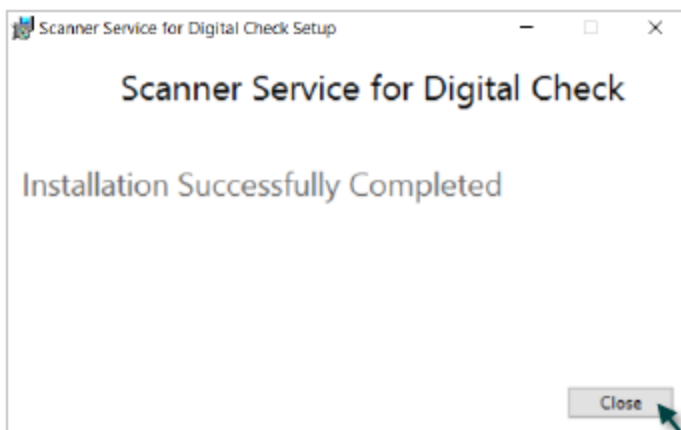 Scanner Service for Digital Check Setup
Scanner Service for Digital Check
Installation Successfully Completed
Close